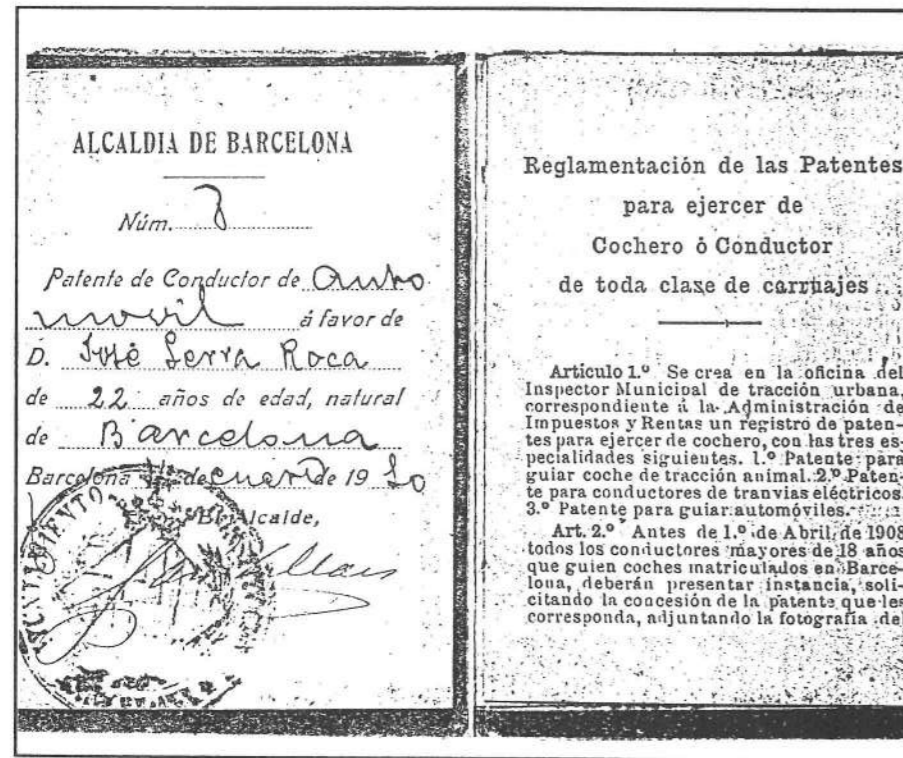 ALCALDIA DE BARCELONA
Núm.
Patente de Conductor de Auto
movil á favor de
D. José Serra Roca
de 22 años de edad, natural
de Barcelona
Barcelona de Enero de 19 10
El Alcalde,
AYUNTAMIENTO
Reglamentación de las Patentes
para ejercer de
Cochero ó Conductor
de toda clase de carruajes
Artículo 1.º Se crea en la oficina del
Inspector Municipal de tracción urbana,
correspondiente á la Administración de
Impuestos y Rentas un registro de paten-
tes para ejercer de cochero, con las tres es-
pecialidades siguientes. 1.º Patente para
guiar coche de tracción animal. 2.º Paten-
te para conductores de tranvias eléctricos.
3.º Patente para guiar automóviles.
Art. 2.º Antes de 1.º de Abril de 1908
todos los conductores mayores de 18 años
que guien coches matriculados en Barce-
lona, deberán presentar instancia, soli-
citando la concesión de la patente que les
corresponda, adjuntando la fotografia de